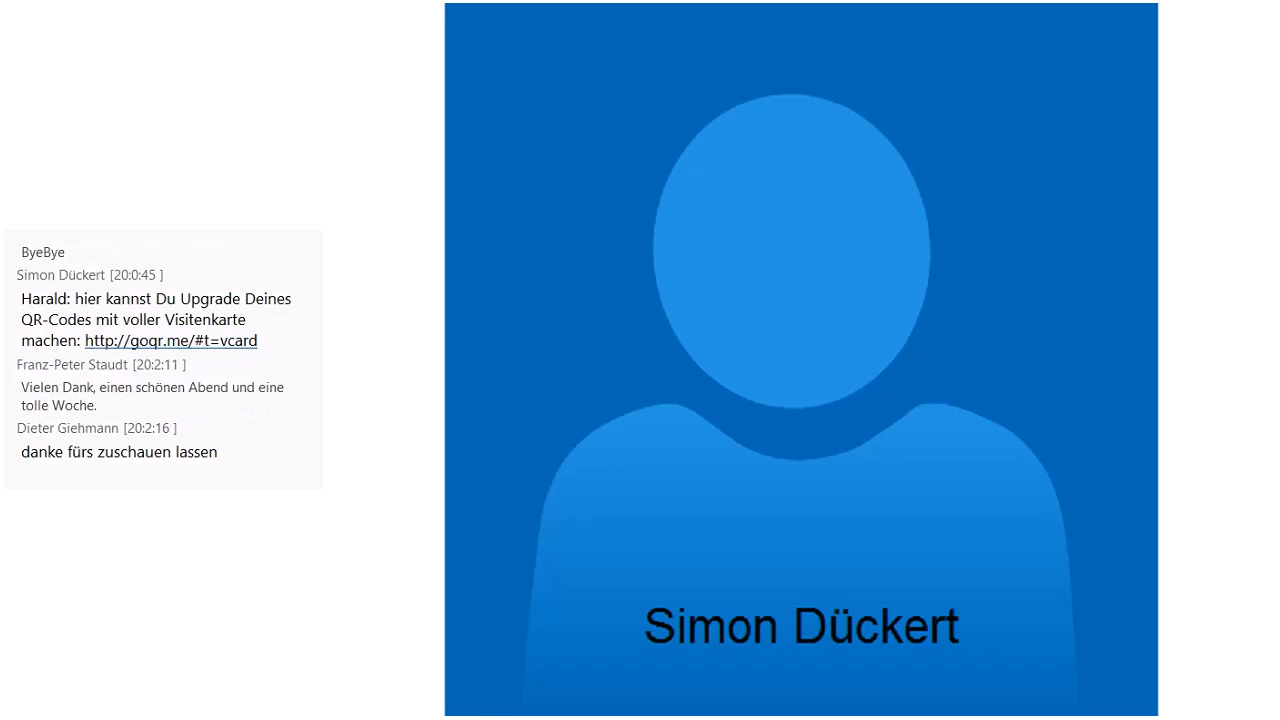 ByeBye
Simon Dückert [20:0:45 ]
Harald: hier kannst Du Upgrade Deines
QR-Codes mit voller Visitenkarte
machen: http://goqr.me/#t=vcard
Franz-Peter Staudt [20:2:11 ]
Vielen Dank, einen schönen Abend und eine
tolle Woche.
Dieter Giehmann [20:2:16 ]
danke fürs zuschauen lassen
Simon Dückert